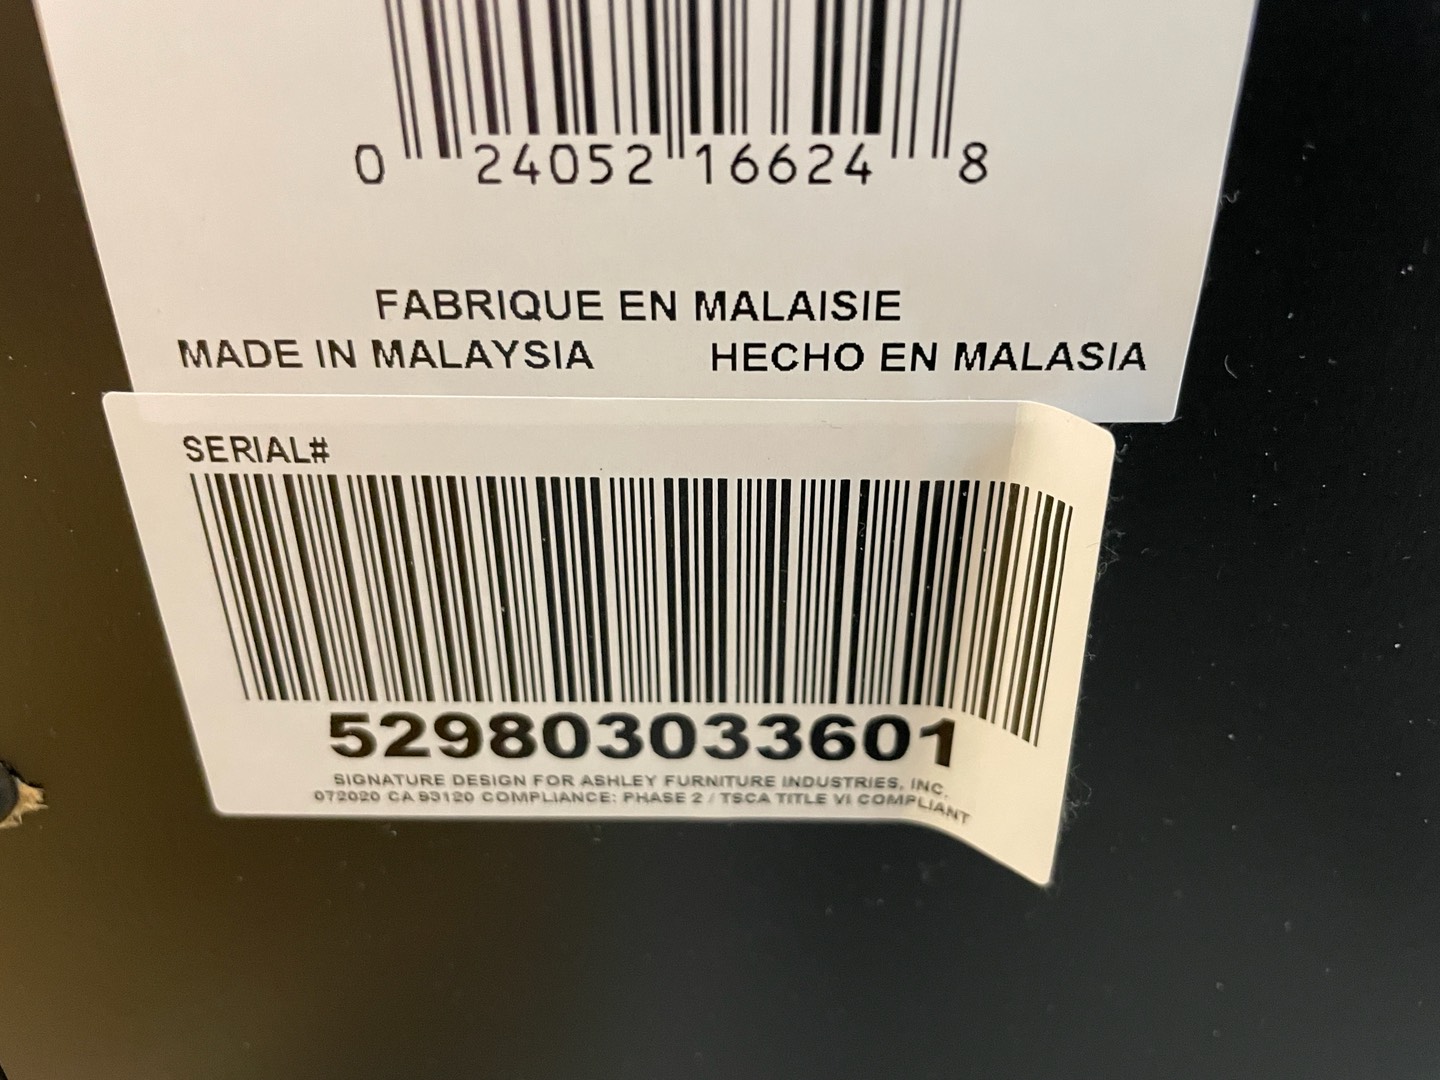 0 24052 16624 8
FABRIQUE EN MALAISIE
MADE IN MALAYSIA HECHO EN MALASIA
SERIAL#
529803033601
SIGNATURE DESIGN FOR ASHLEY FURNITURE INDUSTRIES, INC.
072020 CA 93120 COMPLIANCE: PHASE 2 / TSCA TITLE VI COMPLIANT